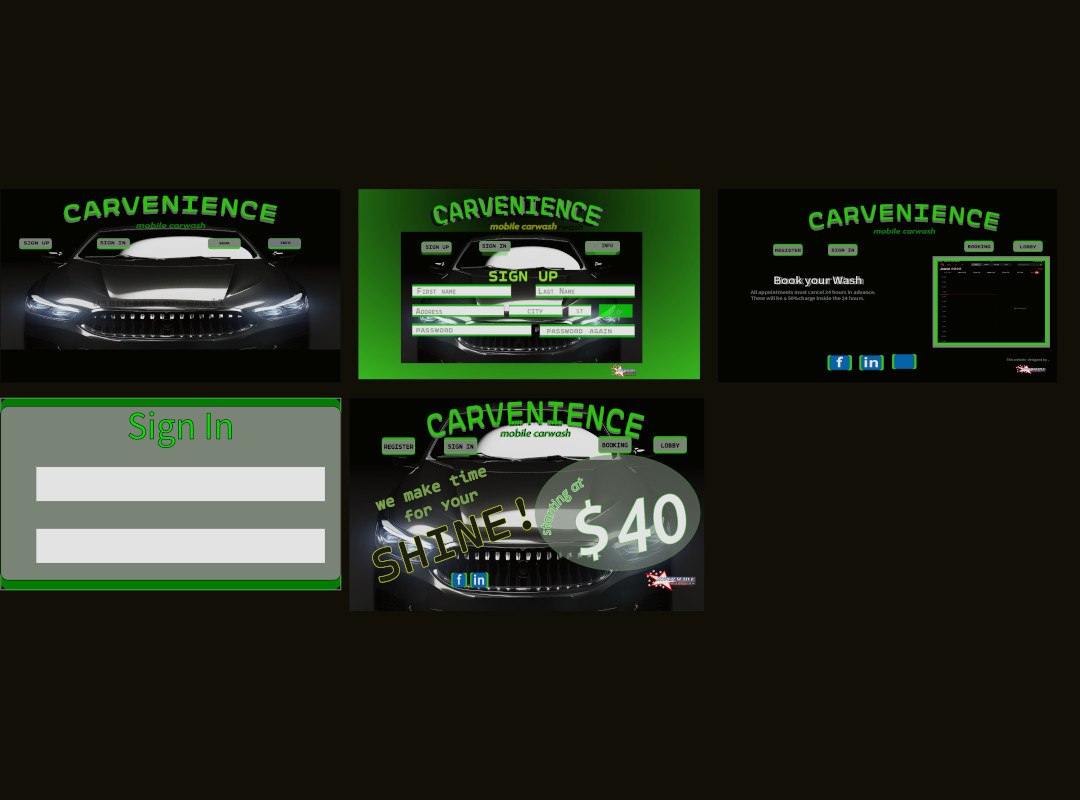 CARVENIENCE
mobile carwash
SIGN UP
SIGN IN
BOOK
INFO
CARVENIENCE
mobile carwash
SIGN UP
SIGN IN
INFO
SIGN UP
First name
Last Name
Address
CITY
ST
PASSWORD
PASSWORD AGAIN
CARVENIENCE
mobile carwash
REGISTER
SIGN IN
BOOKING
LOBBY
Book your Wash
All appointments must cancel 24 hours in advance.
There will be a 50%charge inside the 24 hours.
f
in
This website designed by
Sign In
CARVENIENCE
mobile carwash
REGISTER
SIGN IN
BOOKING
LOBBY
we make time
for your
SHINE!
starting at
$40
f
in